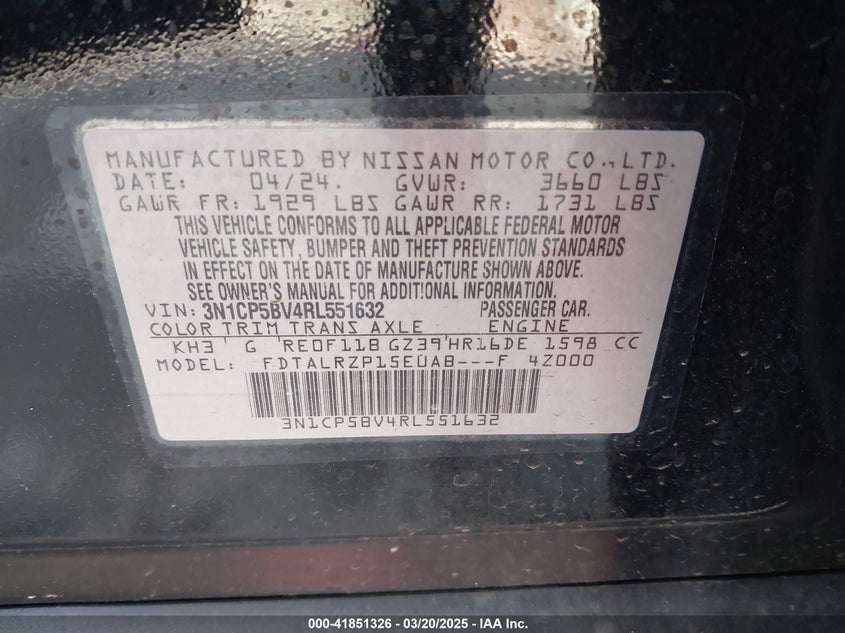 MANUFACTURED BY NISSAN MOTOR CO., LTD.
DATE: 04/24. GVWR: 3660 LBS
GAWR FR: 1929 LBS GAWR RR: 1731 LBS
THIS VEHICLE CONFORMS TO ALL APPLICABLE FEDERAL MOTOR
VEHICLE SAFETY, BUMPER AND THEFT PREVENTION STANDARDS
IN EFFECT ON THE DATE OF MANUFACTURE SHOWN ABOVE.
SEE OWNER'S MANUAL FOR ADDITIONAL INFORMATION.
VIN: 3N1CP5BV4RL551632 PASSENGER CAR.
COLOR TRIM TRANS AXLE ENGINE
KH3 ' G 'RE0F11B GZ39'HR16DE 1598 CC
MODEL: FDTALRZP15EUAB---F 4Z000
3N1CP5BV4RL551632
000-41851326 - 03/20/2025 - IAA Inc.